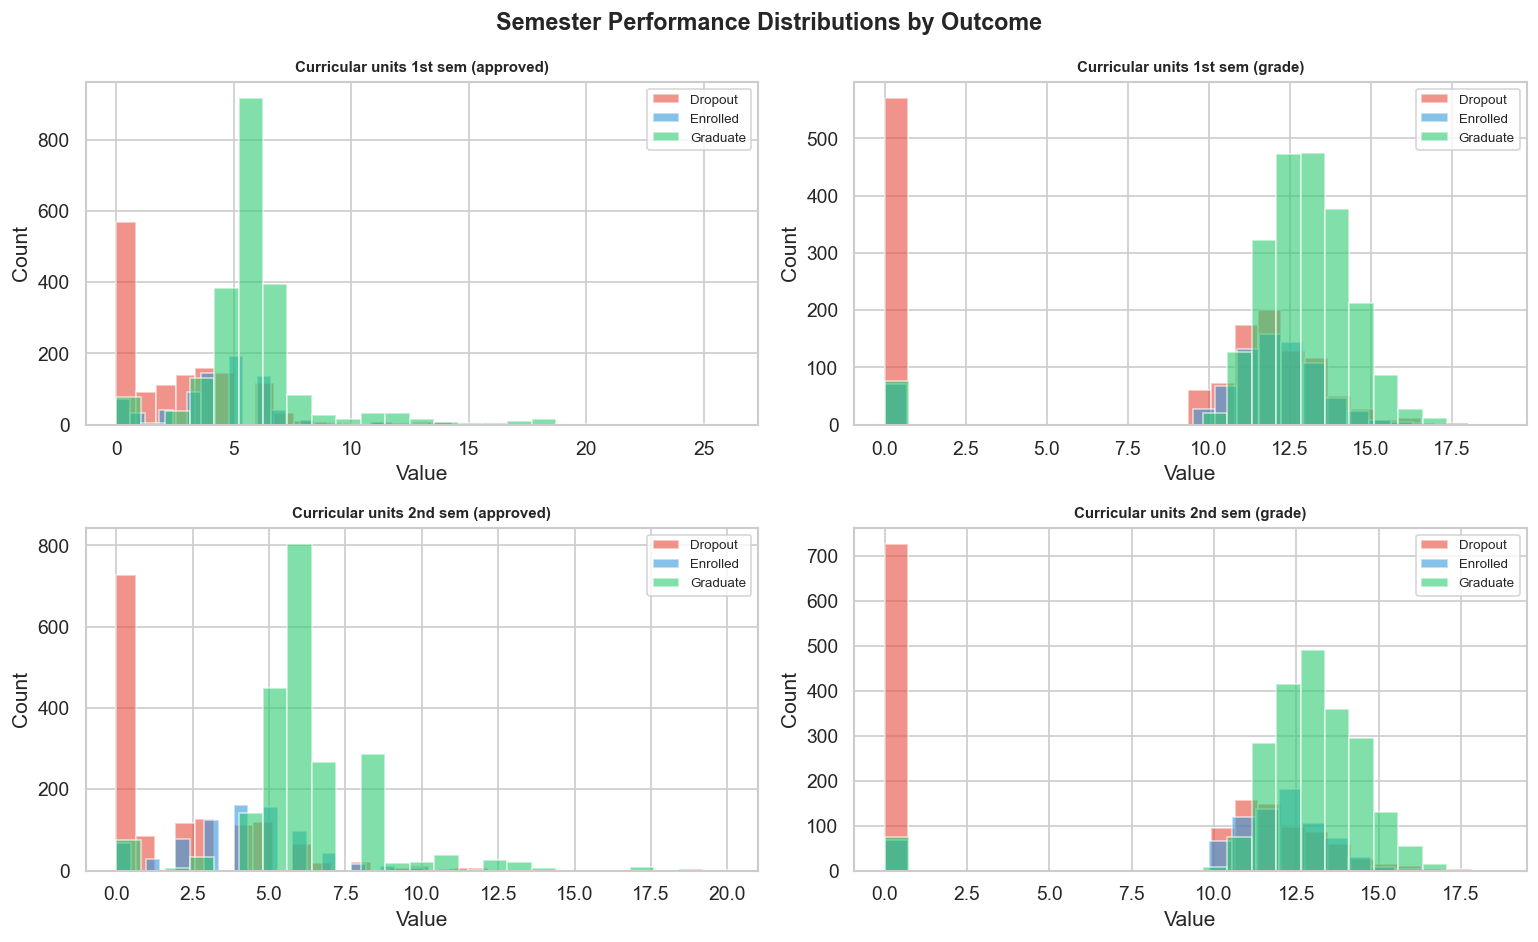 Semester Performance Distributions by Outcome
Curricular units 1st sem (approved)
Count
800
600
400
200
0
0
5
10
15
20
25
Value
Dropout
Enrolled
Graduate
Curricular units 1st sem (grade)
Count
500
400
300
200
100
0
0.0
2.5
5.0
7.5
10.0
12.5
15.0
17.5
Value
Dropout
Enrolled
Graduate
Curricular units 2nd sem (approved)
Count
800
600
400
200
0
0.0
2.5
5.0
7.5
10.0
12.5
15.0
17.5
20.0
Value
Dropout
Enrolled
Graduate
Curricular units 2nd sem (grade)
Count
700
600
500
400
300
200
100
0
0.0
2.5
5.0
7.5
10.0
12.5
15.0
17.5
Value
Dropout
Enrolled
Graduate